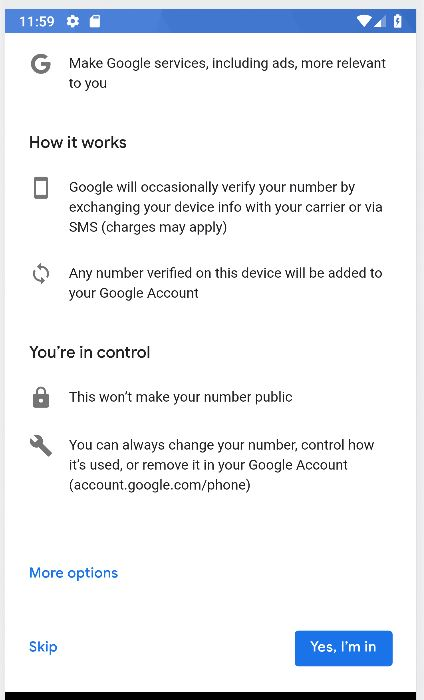 11:59
Make Google services, including ads, more relevant
to you
How it works
Google will occasionally verify your number by
exchanging your device info with your carrier or via
SMS (charges may apply)
Any number verified on this device will be added to
your Google Account
You're in control
This won't make your number public
You can always change your number, control how
it's used, or remove it in your Google Account
(account.google.com/phone)
More options
Skip
Yes, I'm in